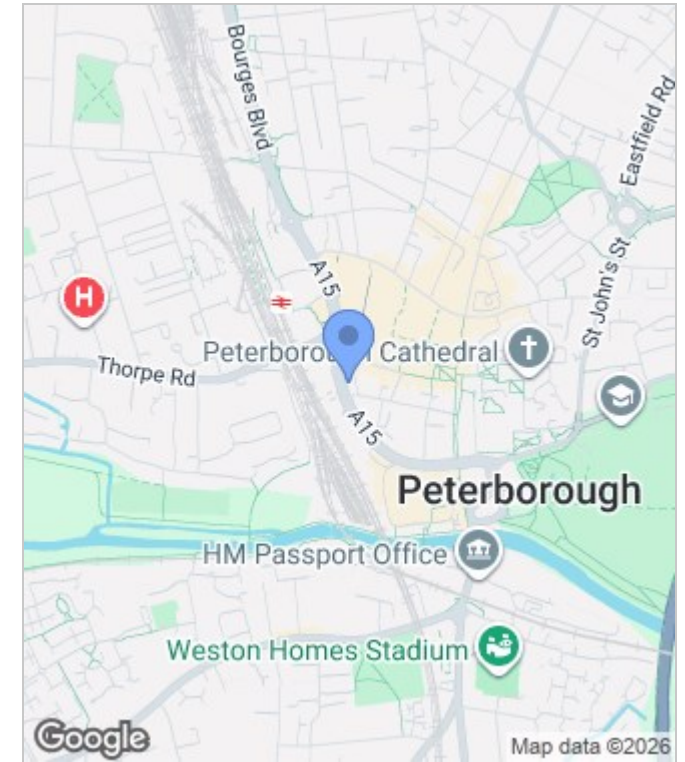 Bourges Blvd
Eastfield Rd
A15
St John's St
H
Peterborou Cathedral
Thorpe Rd
A15
Peterborough
HM Passport Office
Weston Homes Stadium
Google
Map data ©2026